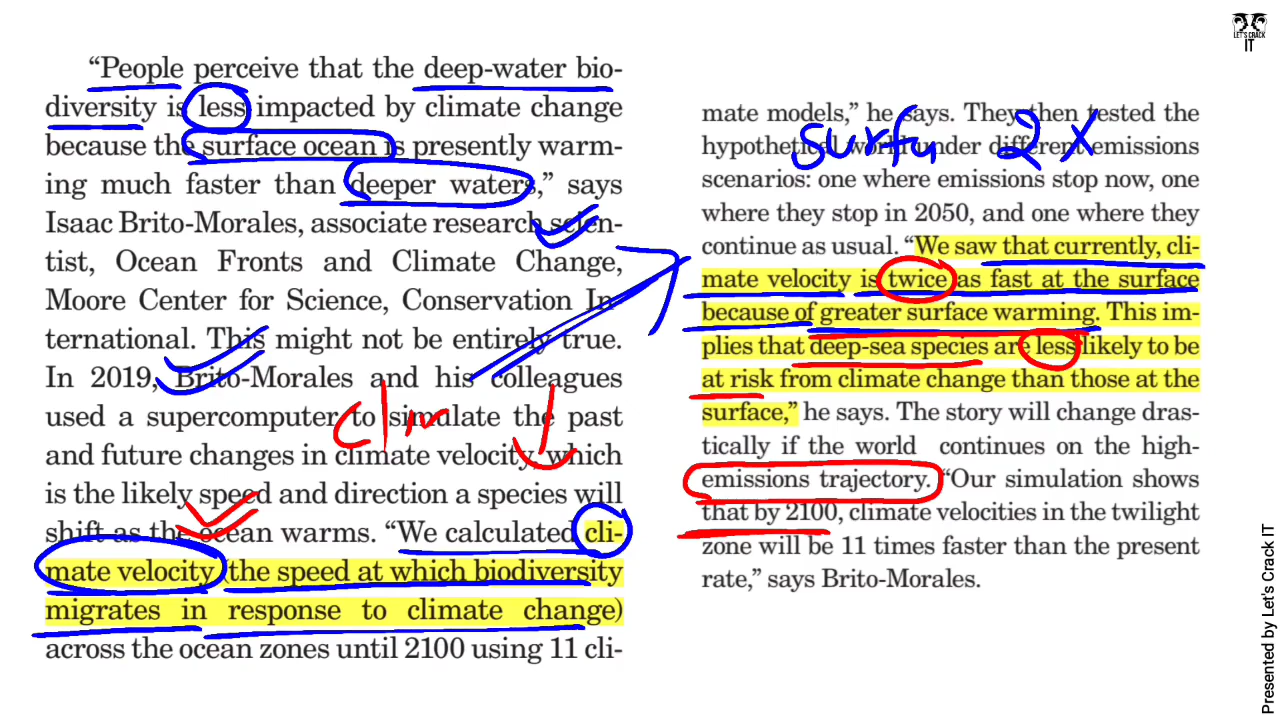 LET'S CRACK
IT
“People perceive that the deep-water bio-
diversity is less impacted by climate change
because the surface ocean is presently warm-
ing much faster than deeper waters,” says
Isaac Brito-Morales, associate research scien-
tist, Ocean Fronts and Climate Change,
Moore Center for Science, Conservation In-
ternational. This might not be entirely true.
In 2019, Brito-Morales and his colleagues
used a supercomputer to simulate the past
and future changes in climate velocity, which
is the likely speed and direction a species will
shift as the ocean warms. “We calculated cli-
mate velocity (the speed at which biodiversity
migrates in response to climate change)
across the ocean zones until 2100 using 11 cli-
clim
mate models,” he says. They then tested the
hypothetical world under different emissions
scenarios: one where emissions stop now, one
where they stop in 2050, and one where they
continue as usual. “We saw that currently, cli-
mate velocity is twice as fast at the surface
because of greater surface warming. This im-
plies that deep-sea species are less likely to be
at risk from climate change than those at the
surface,” he says. The story will change dras-
tically if the world continues on the high-
emissions trajectory. “Our simulation shows
that by 2100, climate velocities in the twilight
zone will be 11 times faster than the present
rate,” says Brito-Morales.
2X
Presented by Let's Crack IT